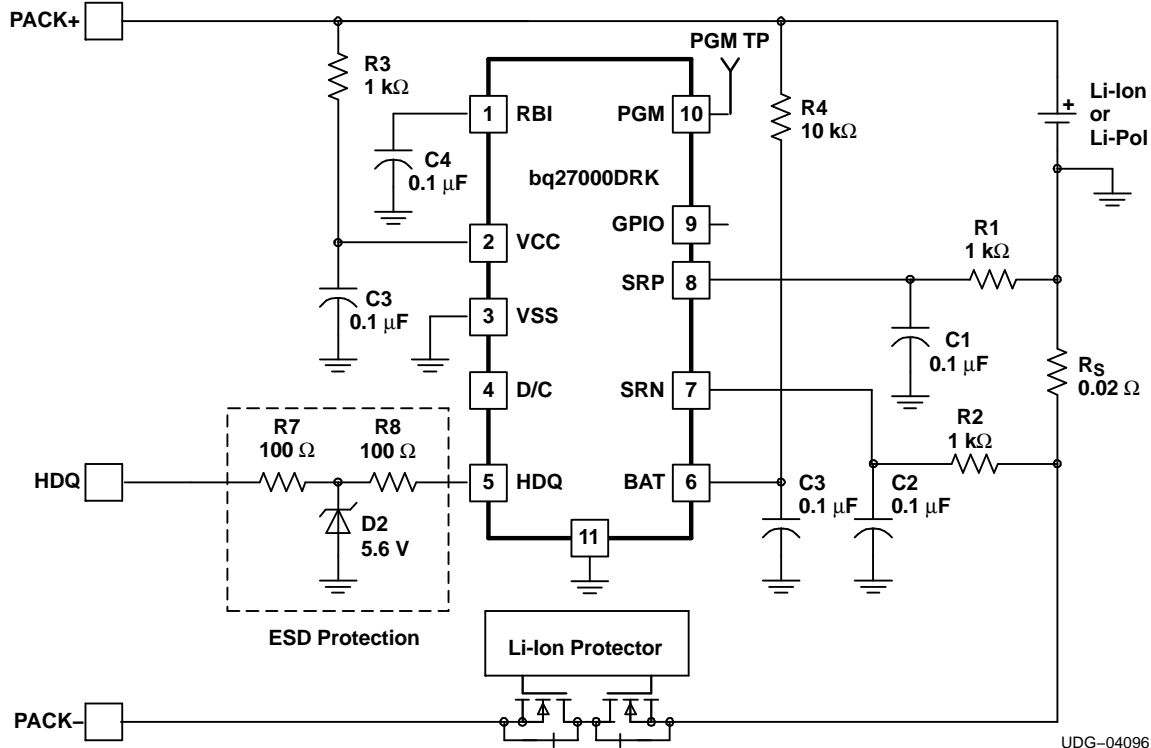 PACK+
PGM TP
R3
1 kΩ
R4
10 kΩ
Li-Ion
or
Li-Pol
+
1
RBI
PGM
10
C4
0.1 μF
bq27000DRK
GPIO
9
2
VCC
R1
1 kΩ
SRP
8
C3
0.1 μF
3
VSS
C1
0.1 μF
RS
0.02 Ω
4
D/C
SRN
7
R7
100 Ω
R8
100 Ω
R2
1 kΩ
HDQ
5
HDQ
BAT
6
C3
0.1 μF
C2
0.1 μF
D2
5.6 V
11
ESD Protection
Li-Ion Protector
PACK–
UDG–04096